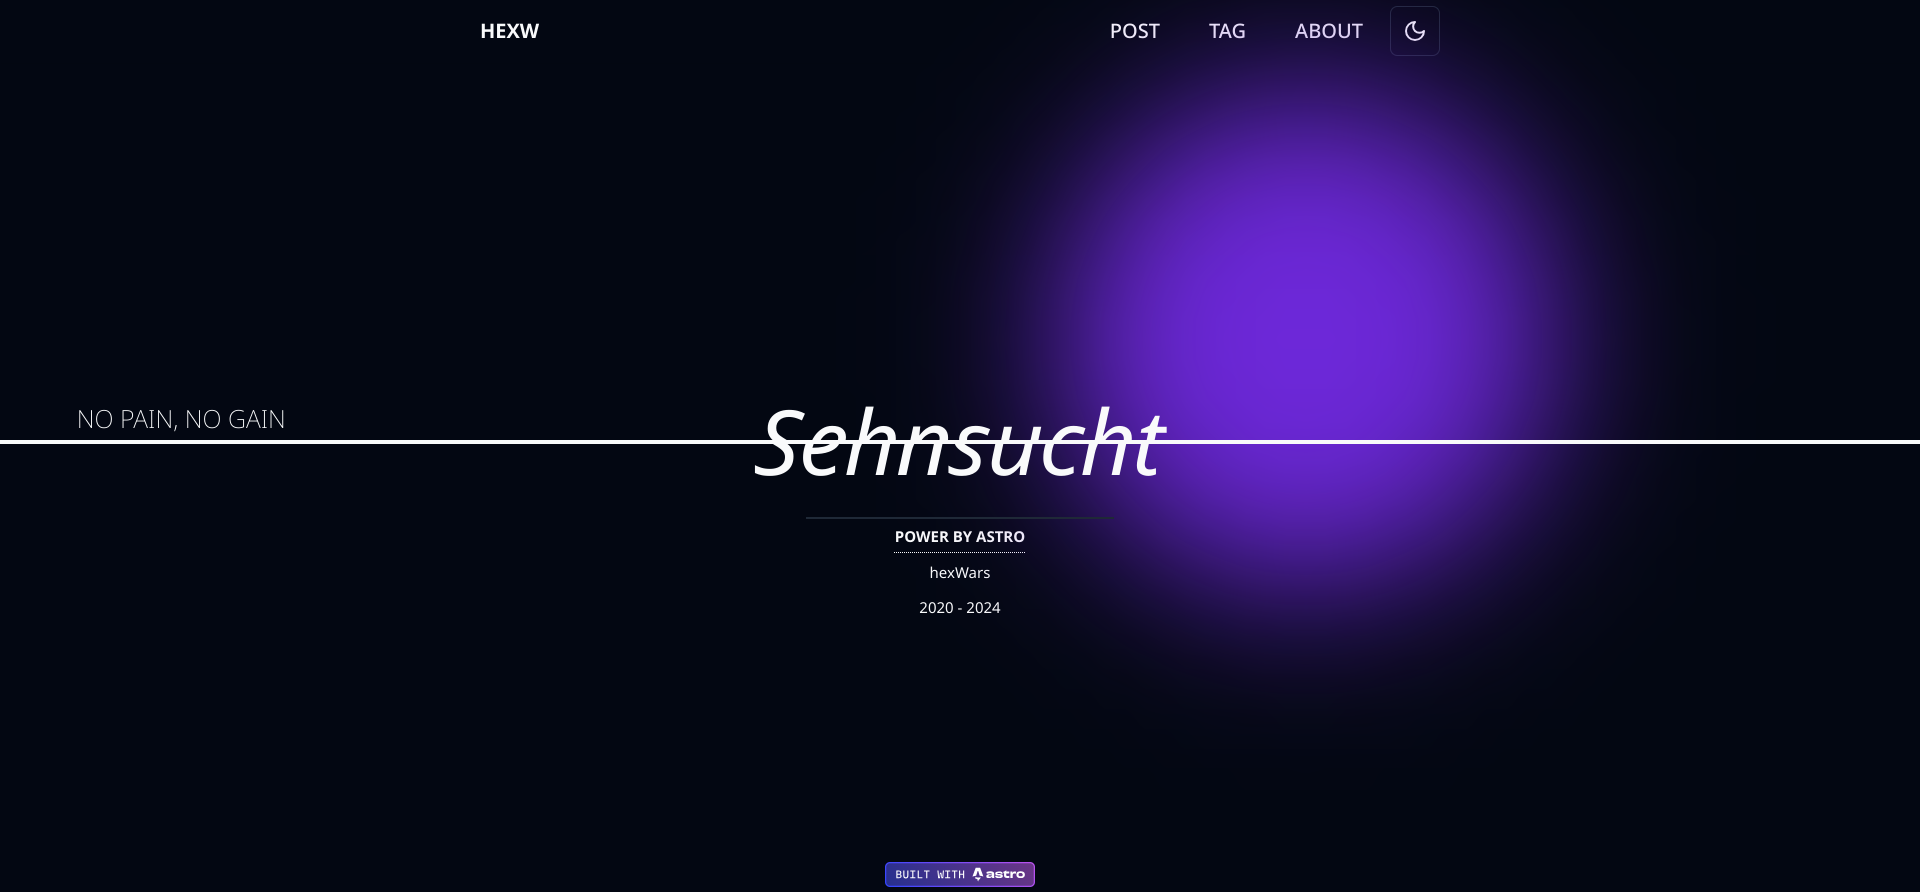 HEXW
POST
TAG
ABOUT
NO PAIN, NO GAIN
Sehnsucht
POWER BY ASTRO
hexWars
2020 - 2024
BUILT WITH astro